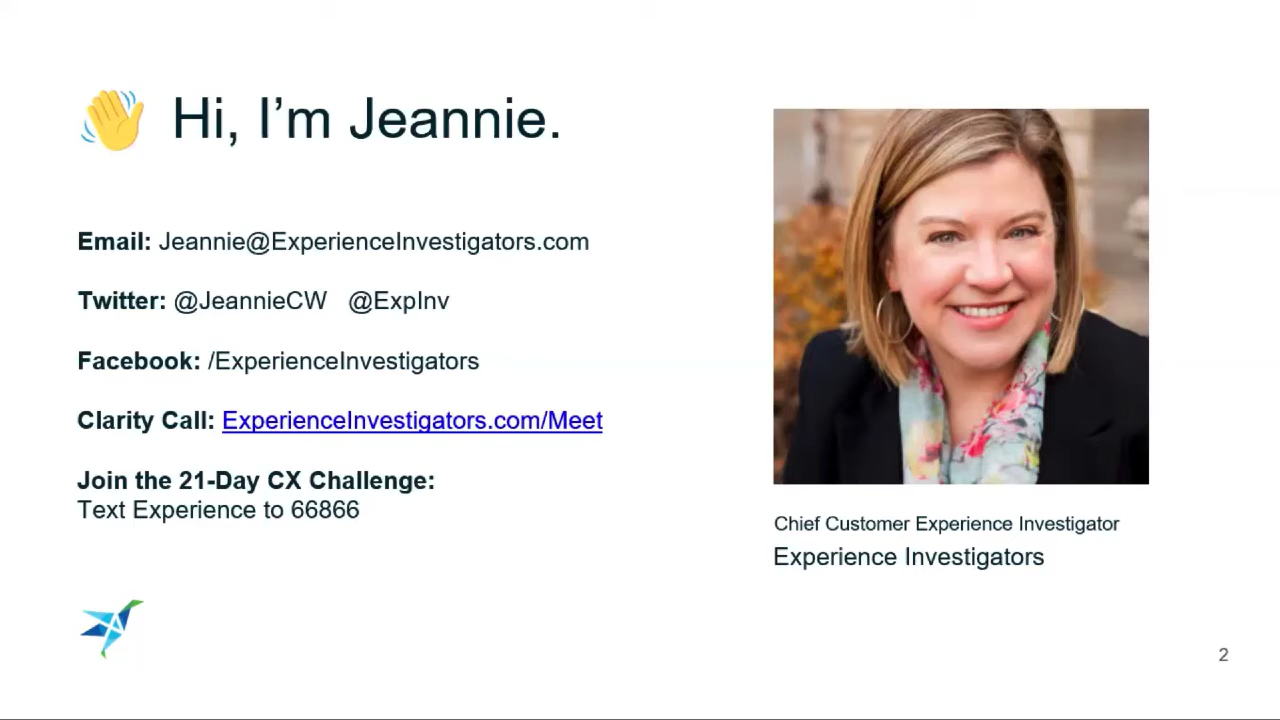 Hi, I’m Jeannie.
Email: Jeannie@ExperienceInvestigators.com
Twitter: @JeannieCW @ExpInv
Facebook: /ExperienceInvestigators
Clarity Call: ExperienceInvestigators.com/Meet
Join the 21-Day CX Challenge:
Text Experience to 66866
Chief Customer Experience Investigator
Experience Investigators
2